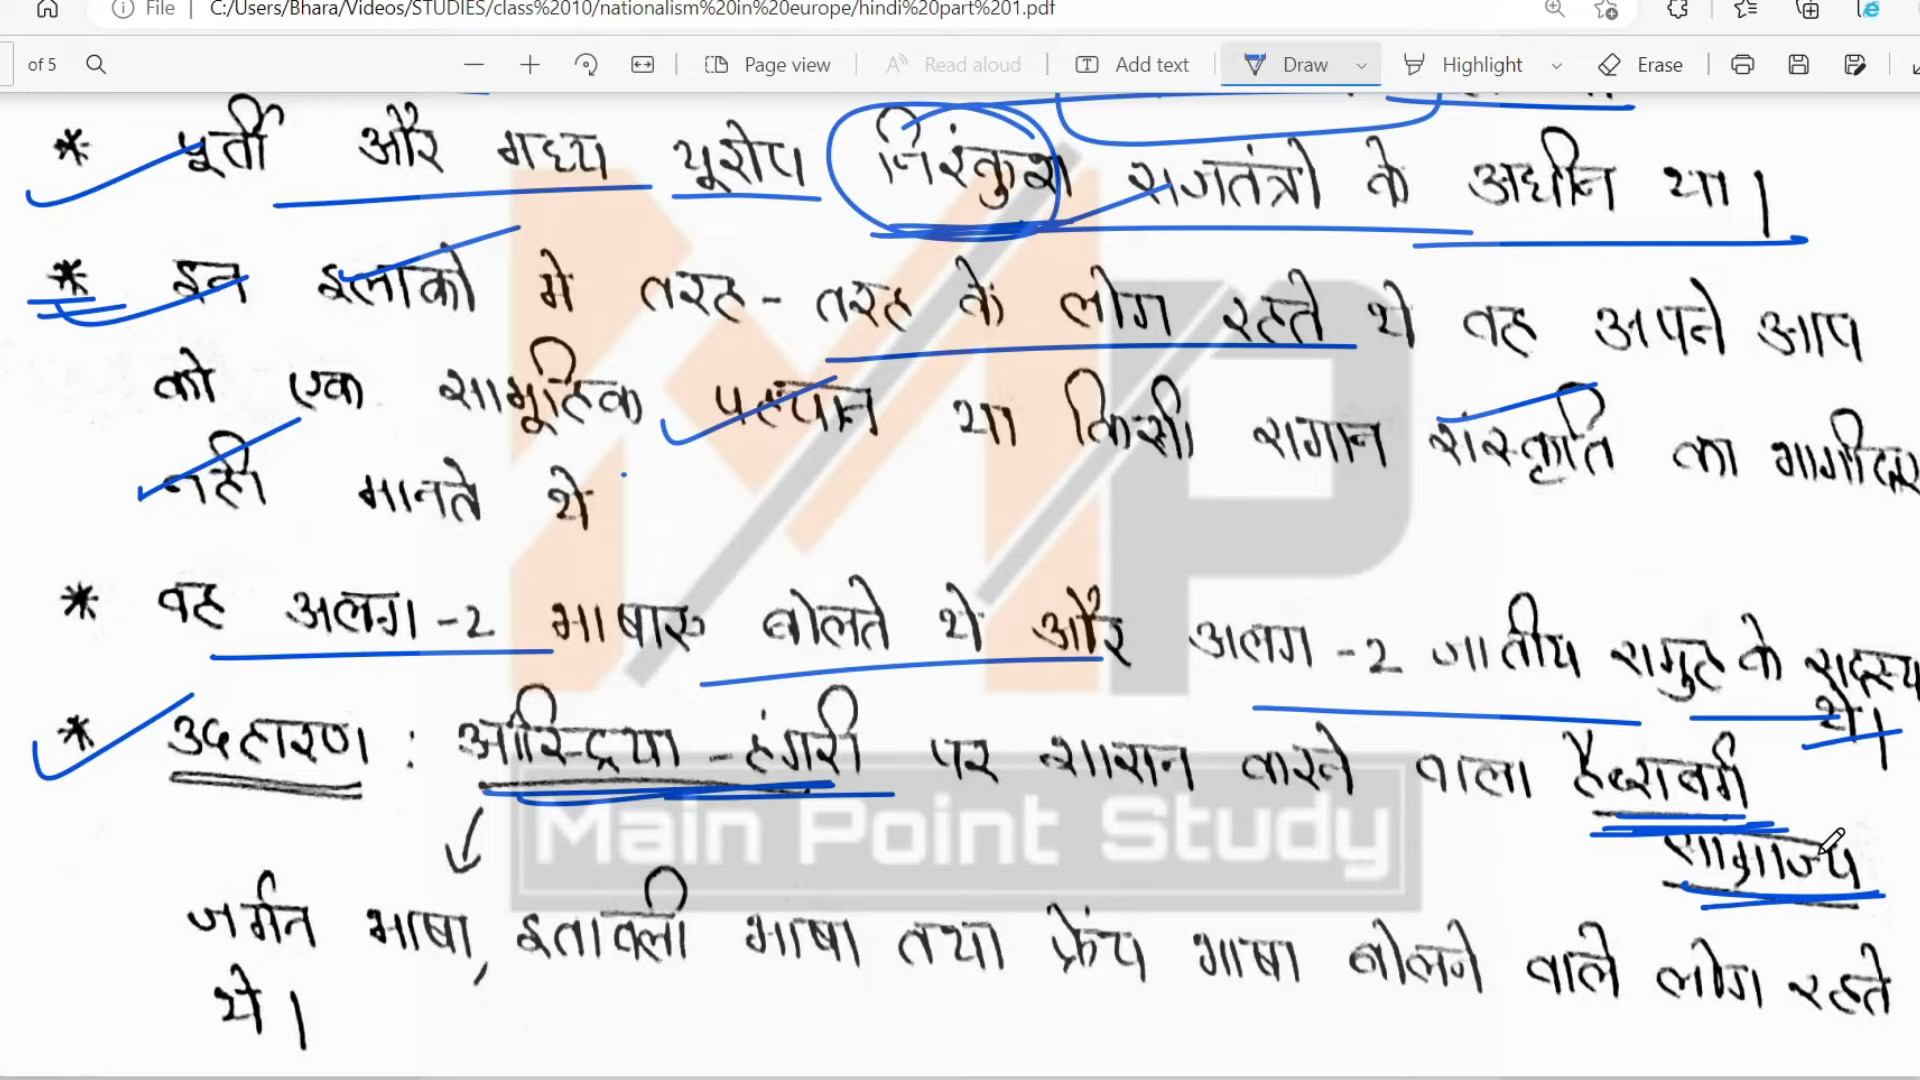 File C:/Users/Bhara/Videos/STUDIES/class%2010/nationalism%20in%20europe/hindi%20part%201.pdf
of 5 Page view Read aloud Add text Draw Highlight Erase
* पूर्वी और मध्य यूरोप निरंकुश राजतंत्रो के अधीन था।
* इन इलाको मे तरह - तरह के लोग रहते थे वह अपने आप
को एक सामूहिक पहचान या किसी समान संस्कृति का भागीदार
नही मानते थे
* वह अलग -2 भाषाए बोलते थे और अलग -2 जातीय समुह के सदस्य
थे।
* उदहारण : ऑस्ट्रिया - हंगरी पर शासन करने वाला हैब्सबर्ग
साम्राज्य
Main Point Study
जर्मन भाषा, इतावली भाषा तथा फ्रेंच भाषा बोलने वाले लोग रहते
थे।